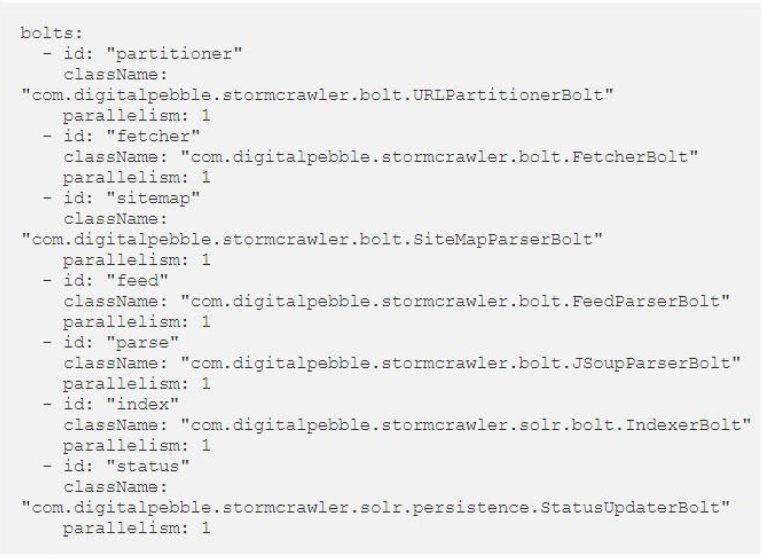 bolts:
  - id: "partitioner"
    className:
"com.digitalpebble.stormcrawler.bolt.URLPartitionerBolt"
    parallelism: 1
  - id: "fetcher"
    className: "com.digitalpebble.stormcrawler.bolt.FetcherBolt"
    parallelism: 1
  - id: "sitemap"
    className:
"com.digitalpebble.stormcrawler.bolt.SiteMapParserBolt"
    parallelism: 1
  - id: "feed"
    className: "com.digitalpebble.stormcrawler.bolt.FeedParserBolt"
    parallelism: 1
  - id: "parse"
    className: "com.digitalpebble.stormcrawler.bolt.JSoupParserBolt"
    parallelism: 1
  - id: "index"
    className: "com.digitalpebble.stormcrawler.solr.bolt.IndexerBolt"
    parallelism: 1
  - id: "status"
    className:
"com.digitalpebble.stormcrawler.solr.persistence.StatusUpdaterBolt"
    parallelism: 1